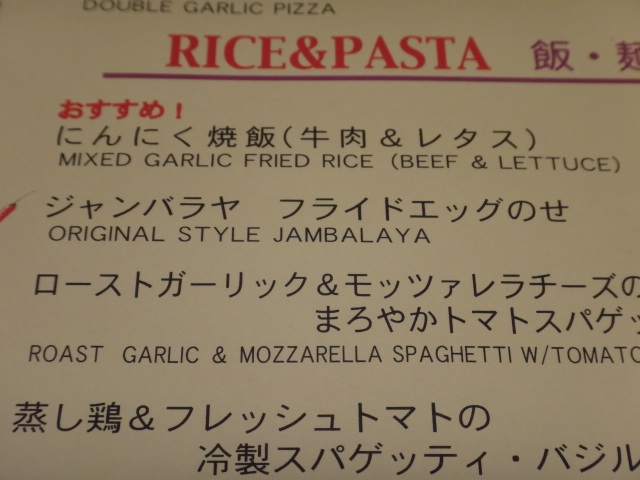 DOUBLE GARLIC PIZZA
RICE&PASTA 飯・麺
おすすめ！
にんにく焼飯(牛肉＆レタス)
MIXED GARLIC FRIED RICE (BEEF & LETTUCE)
ジャンバラヤ　フライドエッグのせ
ORIGINAL STYLE JAMBALAYA
ローストガーリック＆モッツァレラチーズの
まろやかトマトスパゲッ
ROAST GARLIC & MOZZARELLA SPAGHETTI W/TOMATO
蒸し鶏＆フレッシュトマトの
冷製スパゲッティ・バジル